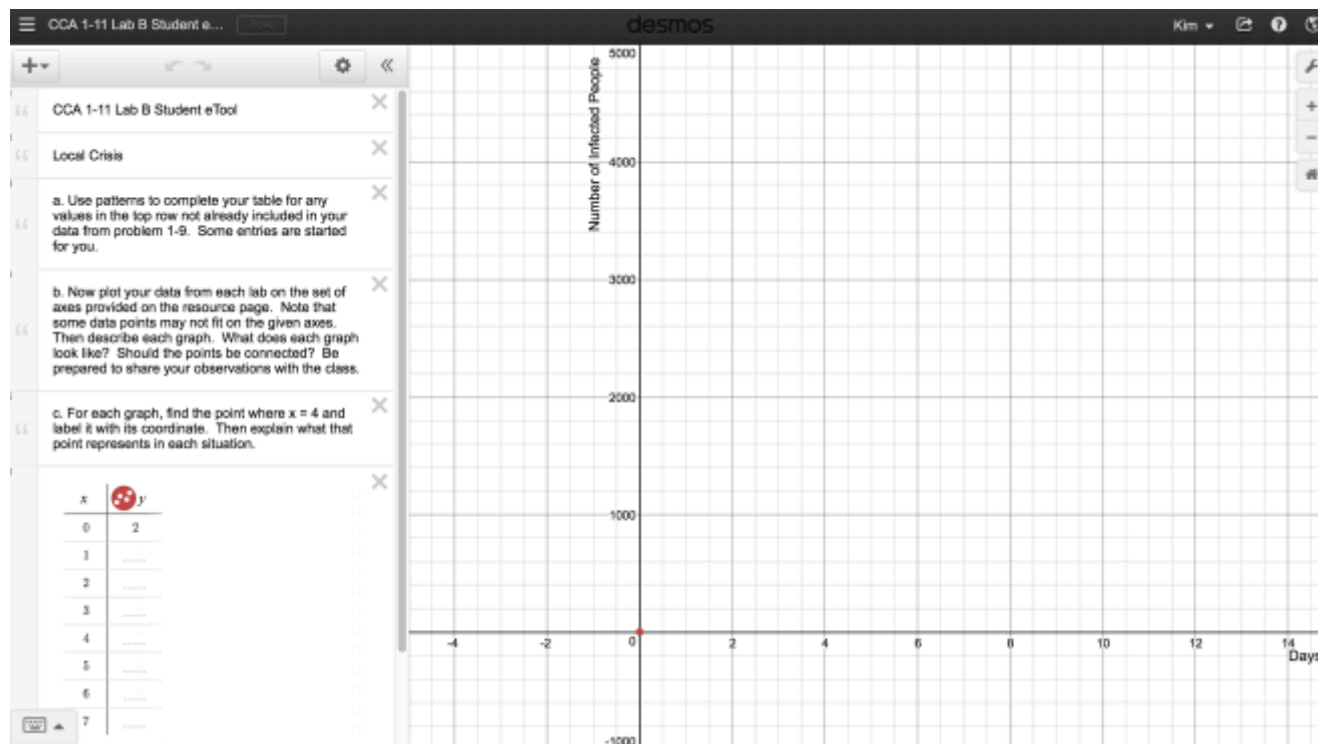 CCA 1-11 Lab B Student e...
Save
desmos
Kim
CCA 1-11 Lab B Student eTool
Local Crisis
a. Use patterns to complete your table for any
values in the top row not already included in your
data from problem 1-9. Some entries are started
for you.
b. Now plot your data from each lab on the set of
axes provided on the resource page. Note that
some data points may not fit on the given axes.
Then describe each graph. What does each graph
look like? Should the points be connected? Be
prepared to share your observations with the class.
c. For each graph, find the point where x = 4 and
label it with its coordinate. Then explain what that
point represents in each situation.
x y
0 2
1
2
3
4
5
6
7
Number of Infected People
5000
4000
3000
2000
1000
-4 -2 0 2 4 6 8 10 12 14
Days
-1000